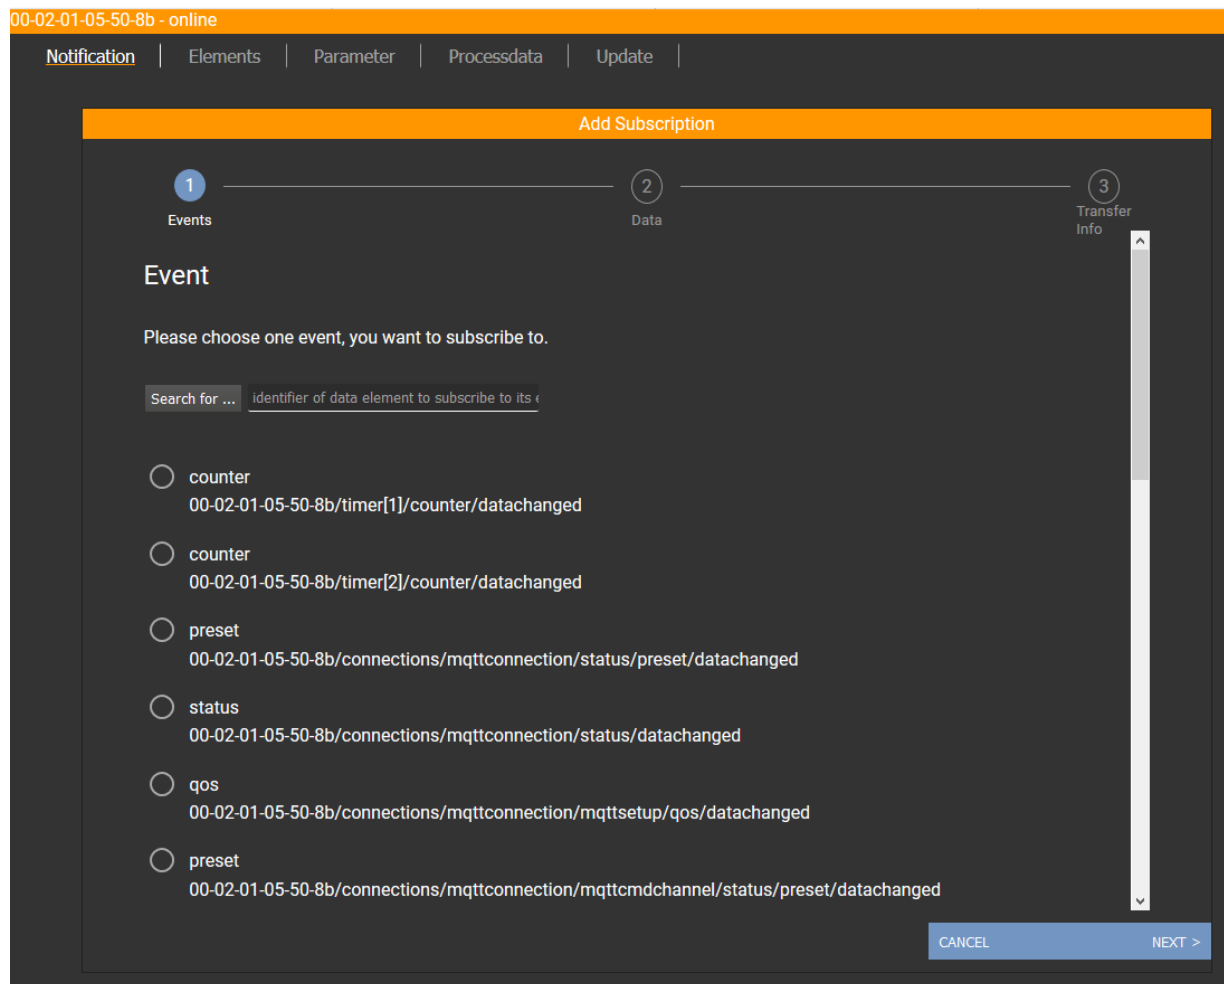 00-02-01-05-50-8b - online
Notification Elements Parameter Processdata Update
Add Subscription
1 2 3
Events Data Transfer
Info
Event
Please choose one event, you want to subscribe to.
Search for ... identifier of data element to subscribe to its
counter
00-02-01-05-50-8b/timer[1]/counter/datachanged
counter
00-02-01-05-50-8b/timer[2]/counter/datachanged
preset
00-02-01-05-50-8b/connections/mqttconnection/status/preset/datachanged
status
00-02-01-05-50-8b/connections/mqttconnection/status/datachanged
qos
00-02-01-05-50-8b/connections/mqttconnection/mqttsetup/qos/datachanged
preset
00-02-01-05-50-8b/connections/mqttconnection/mqttcmdchannel/status/preset/datachanged
CANCEL NEXT >